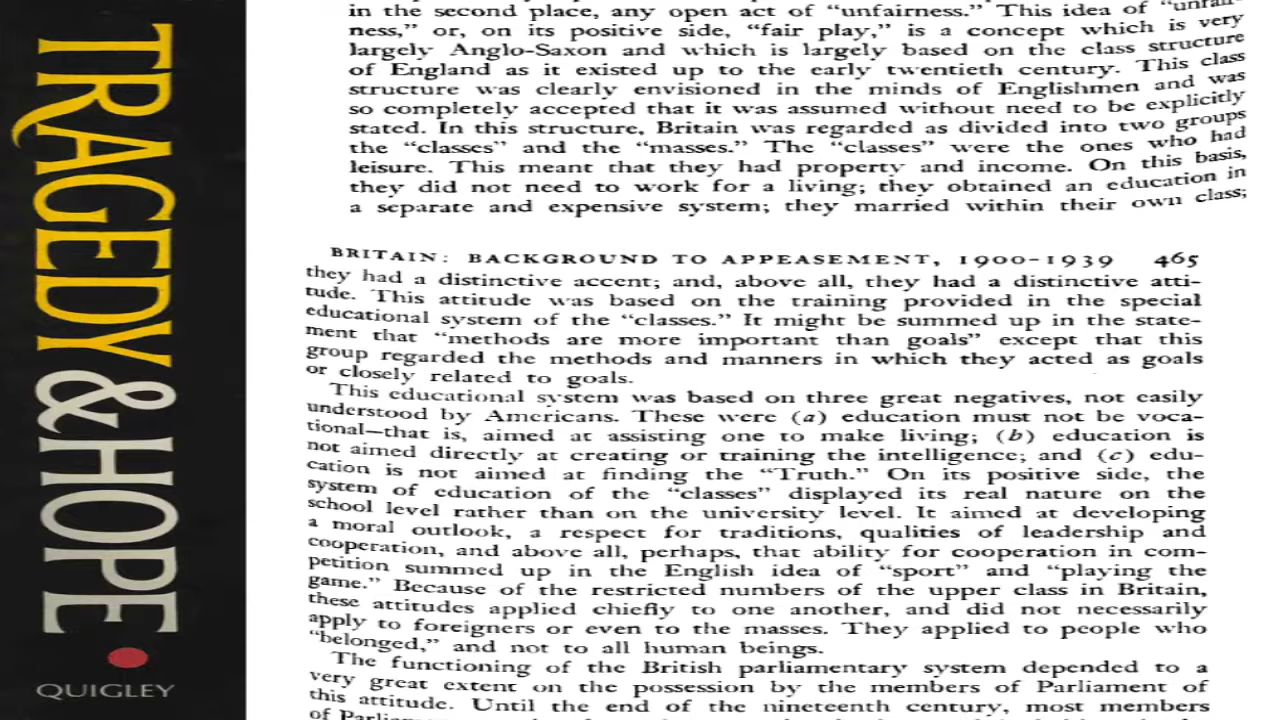 TRAGEDY & HOPE
QUIGLEY
in the second place, any open act of “unfairness.” This idea of “unfair-
ness,” or, on its positive side, “fair play,” is a concept which is very
largely Anglo-Saxon and which is largely based on the class structure
of England as it existed up to the early twentieth century. This class
structure was clearly envisioned in the minds of Englishmen and was
so completely accepted that it was assumed without need to be explicitly
stated. In this structure, Britain was regarded as divided into two groups
the “classes” and the “masses.” The “classes” were the ones who had
leisure. This meant that they had property and income. On this basis,
they did not need to work for a living; they obtained an education in
a separate and expensive system; they married within their own class;
BRITAIN: BACKGROUND TO APPEASEMENT, 1900-1939 465
they had a distinctive accent; and, above all, they had a distinctive atti-
tude. This attitude was based on the training provided in the special
educational system of the “classes.” It might be summed up in the state-
ment that “methods are more important than goals” except that this
group regarded the methods and manners in which they acted as goals
or closely related to goals.
This educational system was based on three great negatives, not easily
understood by Americans. These were (a) education must not be voca-
tional—that is, aimed at assisting one to make living; (b) education is
not aimed directly at creating or training the intelligence; and (c) edu-
cation is not aimed at finding the “Truth.” On its positive side, the
system of education of the “classes” displayed its real nature on the
school level rather than on the university level. It aimed at developing
a moral outlook, a respect for traditions, qualities of leadership and
cooperation, and above all, perhaps, that ability for cooperation in com-
petition summed up in the English idea of “sport” and “playing the
game.” Because of the restricted numbers of the upper class in Britain,
these attitudes applied chiefly to one another, and did not necessarily
apply to foreigners or even to the masses. They applied to people who
“belonged,” and not to all human beings.
The functioning of the British parliamentary system depended to a
very great extent on the possession by the members of Parliament of
this attitude. Until the end of the nineteenth century, most members